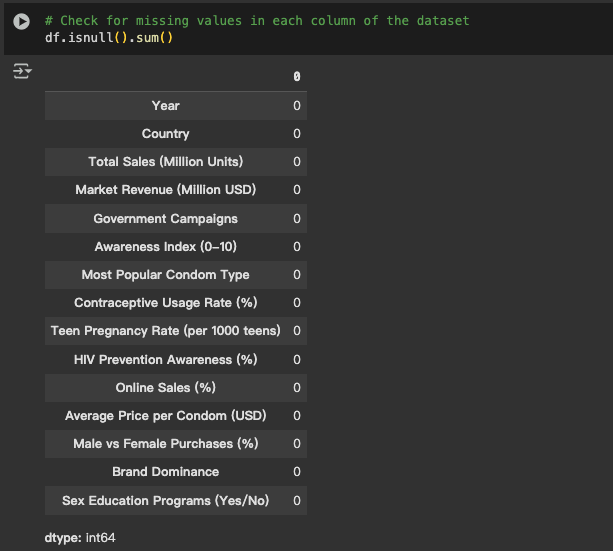 # Check for missing values in each column of the dataset
df.isnull().sum()
0
Year 0
Country 0
Total Sales (Million Units) 0
Market Revenue (Million USD) 0
Government Campaigns 0
Awareness Index (0–10) 0
Most Popular Condom Type 0
Contraceptive Usage Rate (%) 0
Teen Pregnancy Rate (per 1000 teens) 0
HIV Prevention Awareness (%) 0
Online Sales (%) 0
Average Price per Condom (USD) 0
Male vs Female Purchases (%) 0
Brand Dominance 0
Sex Education Programs (Yes/No) 0
dtype: int64